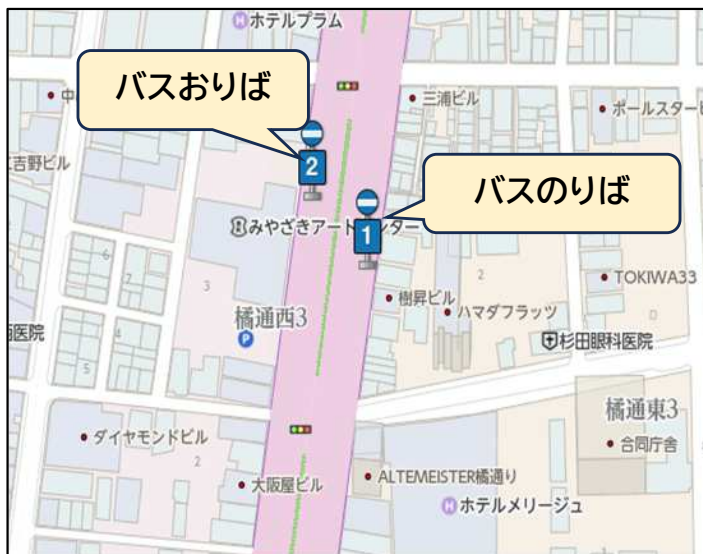 ホテルプラム
バスおりば
三浦ビル
ポールスタービ
吉野ビル
2
バスのりば
みやざきアートセンター
1
2
6
7
TOKIWA33
3
樹昇ビル
ハマダフラッツ
橘通西3
4
医院
P
杉田眼科医院
5
橘通東3
ダイヤモンドビル
合同庁舎
2
大阪屋ビル
ALTEMEISTER橘通り
ホテルメリージュ